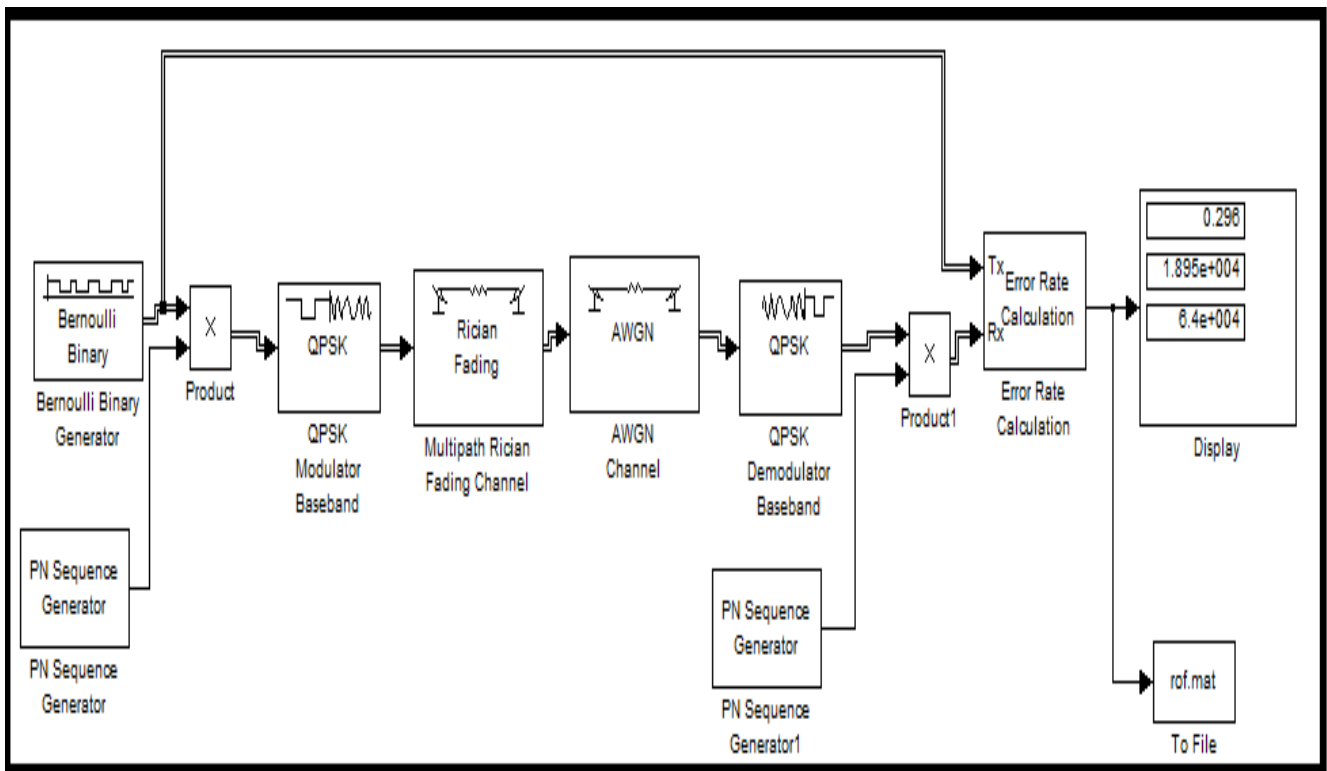 Bernoulli
Binary
Bernoulli Binary
Generator
X
Product
PN Sequence
Generator
PN Sequence
Generator
QPSK
QPSK
Modulator
Baseband
Rician
Fading
Multipath Rician
Fading Channel
AWGN
AWGN
Channel
QPSK
QPSK
Demodulator
Baseband
X
Product1
PN Sequence
Generator
PN Sequence
Generator1
Tx
Rx
Error Rate
Calculation
Error Rate
Calculation
0.296
1.895e+004
6.4e+004
Display
rof.mat
To File